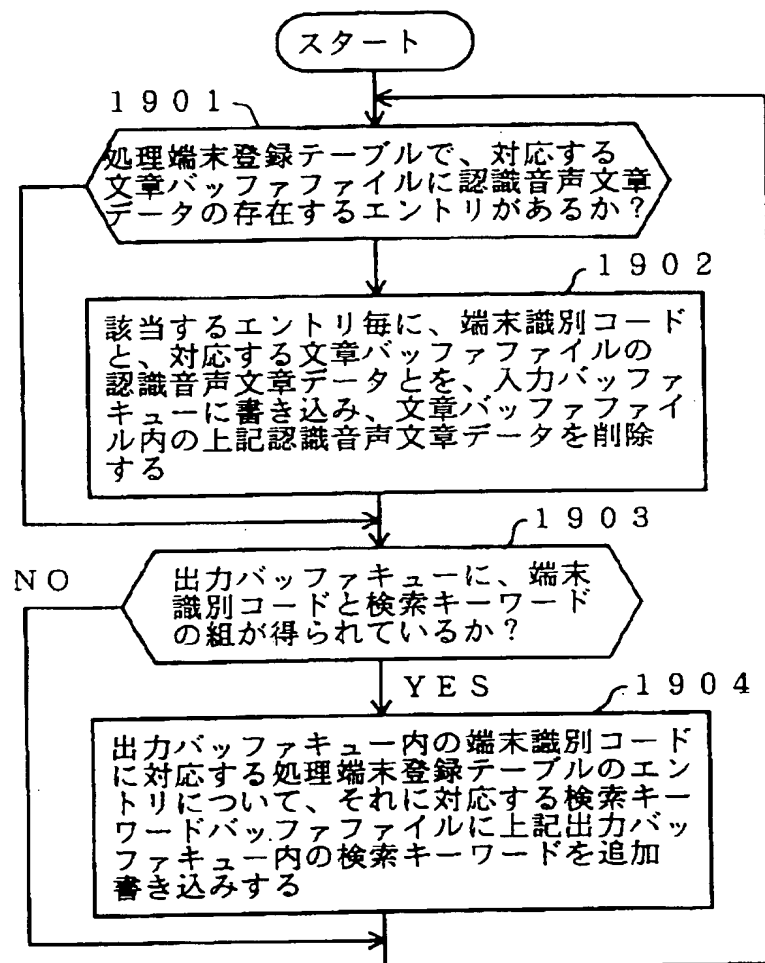 スタート
1901
処理端末登録テーブルで、対応する
文章バッファファイルに認識音声文章
データの存在するエントリがあるか?
1902
該当するエントリ毎に、端末識別コード
と、対応する文章バッファファイルの
認識音声文章データとを、入力バッファ
キューに書き込み、文章バッファファイ
ル内の上記認識音声文章データを削除
する
1903
NO
出力バッファキューに、端末
識別コードと検索キーワード
の組が得られているか?
YES
1904
出力バッファキュー内の端末識別コード
に対応する処理端末登録テーブルのエン
トリについて、それに対応する検索キー
ワードバッファファイルに上記出力バッ
ファキュー内の検索キーワードを追加
書き込みする